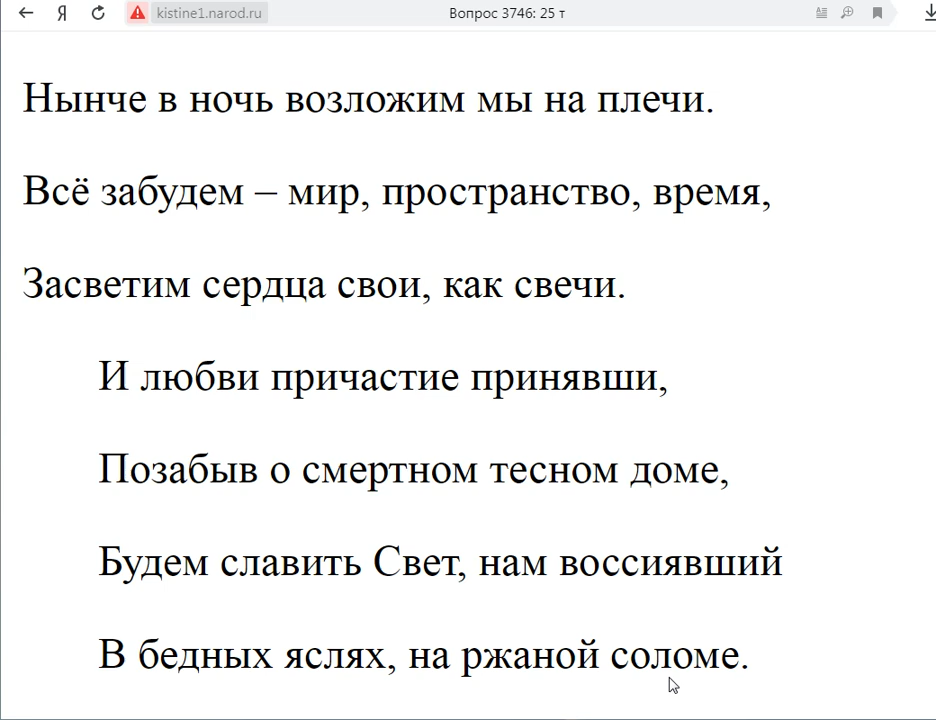 Я kistine1.narod.ru Вопрос 3746: 25 т
Нынче в ночь возложим мы на плечи.
Всё забудем – мир, пространство, время,
Засветим сердца свои, как свечи.
И любви причастие принявши,
Позабыв о смертном тесном доме,
Будем славить Свет, нам воссиявший
В бедных яслях, на ржаной соломе.